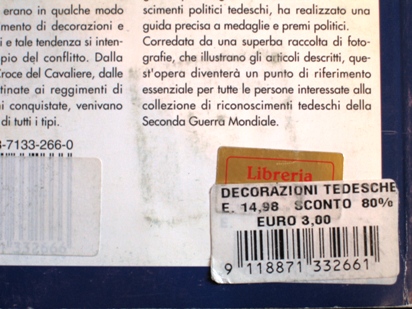 erano in qualche modo
mento di decorazioni e
i e tale tendenza si inten-
pio del conflitto. Dalla
Croce del Cavaliere, dalle
tinate ai reggimenti di
ai conquistate, venivano
di tutti i tipi.
3-7133-266-0
scimenti politici tedeschi, ha realizzato una
guida precisa a medaglie e premi politici.
Corredata da una superba raccolta di foto-
grafie, che illustrano gli articoli descritti, que-
st'opera diventerà un punto di riferimento
essenziale per tutte le persone interessate alla
collezione di riconoscimenti tedeschi della
Seconda Guerra Mondiale.
Libreria
DECORAZIONI TEDESCHE
E. 14,98 SCONTO 80%
EURO 3,00
9 118871 332661